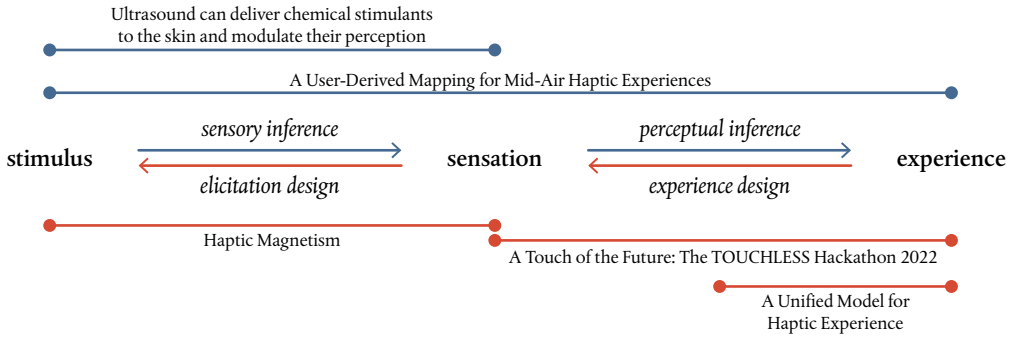 Ultrasound can deliver chemical stimulants
to the skin and modulate their perception
A User-Derived Mapping for Mid-Air Haptic Experiences
sensory inference
perceptual inference
stimulus
sensation
experience
elicitation design
experience design
Haptic Magnetism
A Touch of the Future: The TOUCHLESS Hackathon 2022
A Unified Model for
Haptic Experience